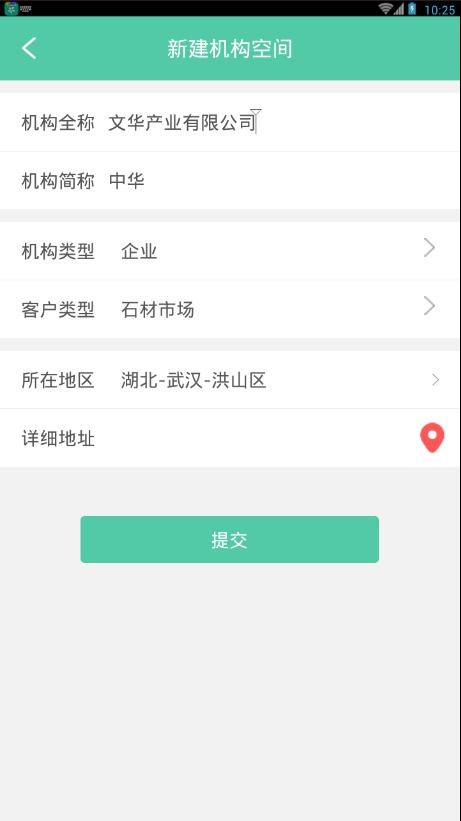 10:25
新建机构空间
机构全称 文华产业有限公司
机构简称 中华
机构类型 企业
客户类型 石材市场
所在地区 湖北-武汉-洪山区
详细地址
提交